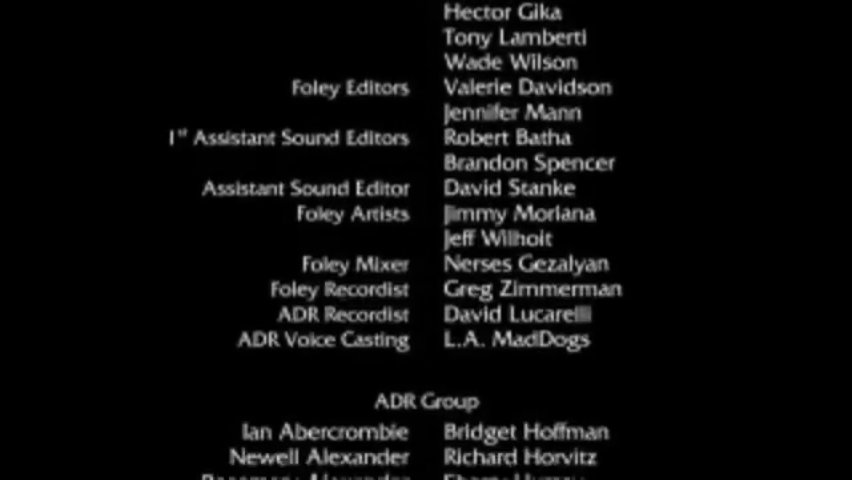 Hector Gika
Tony Lamberti
Wade Wilson
Foley Editors Valerie Davidson
Jennifer Mann
1st Assistant Sound Editors Robert Batha
Brandon Spencer
Assistant Sound Editor David Stanke
Foley Artists Jimmy Moriana
Jeff Wilhoit
Foley Mixer Nerses Gezalyan
Foley Recordist Greg Zimmerman
ADR Recordist David Lucarelli
ADR Voice Casting L.A. MadDogs
ADR Group
Ian Abercrombie Bridget Hoffman
Newell Alexander Richard Horvitz